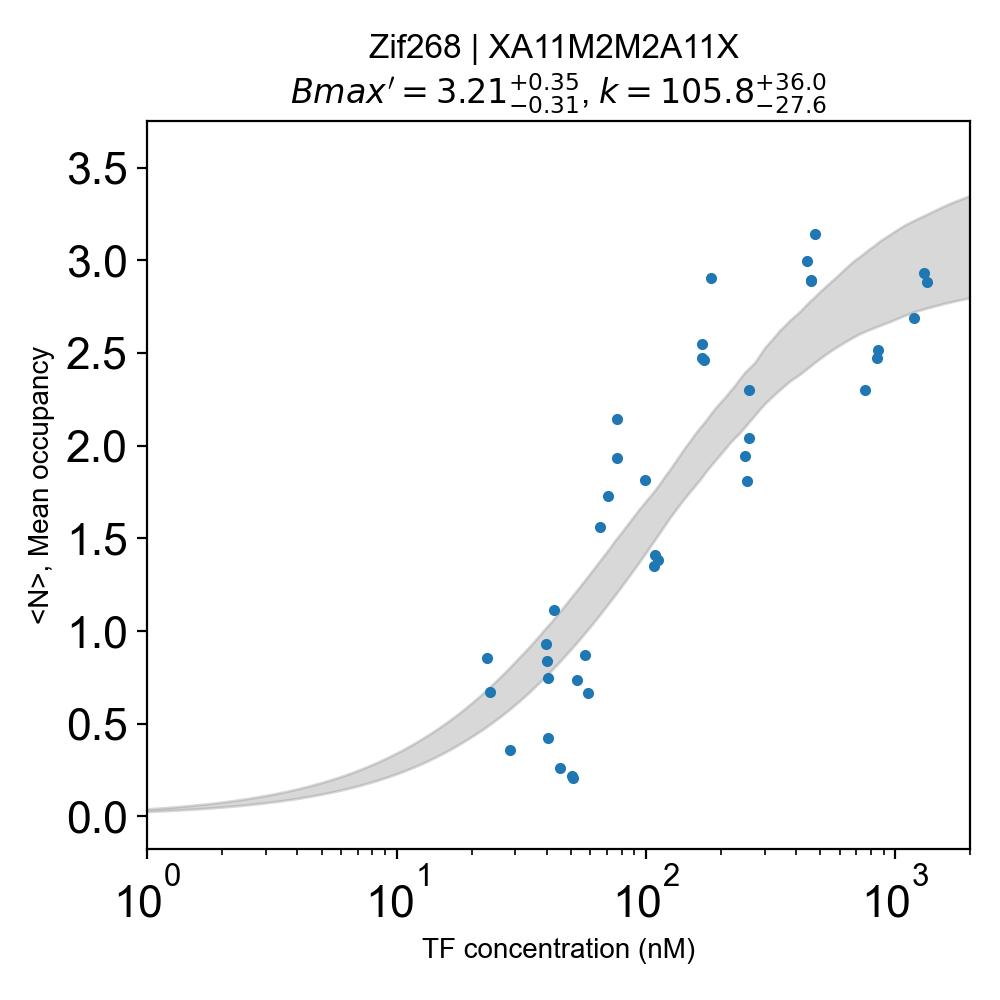 Zif268 | XA11M2M2A11X
Bmax′ = 3.21 +0.35 −0.31, k = 105.8 +36.0 −27.6
3.5
3.0
2.5
2.0
1.5
1.0
0.5
0.0
<N>, Mean occupancy
10^0 10^1 10^2 10^3
TF concentration (nM)